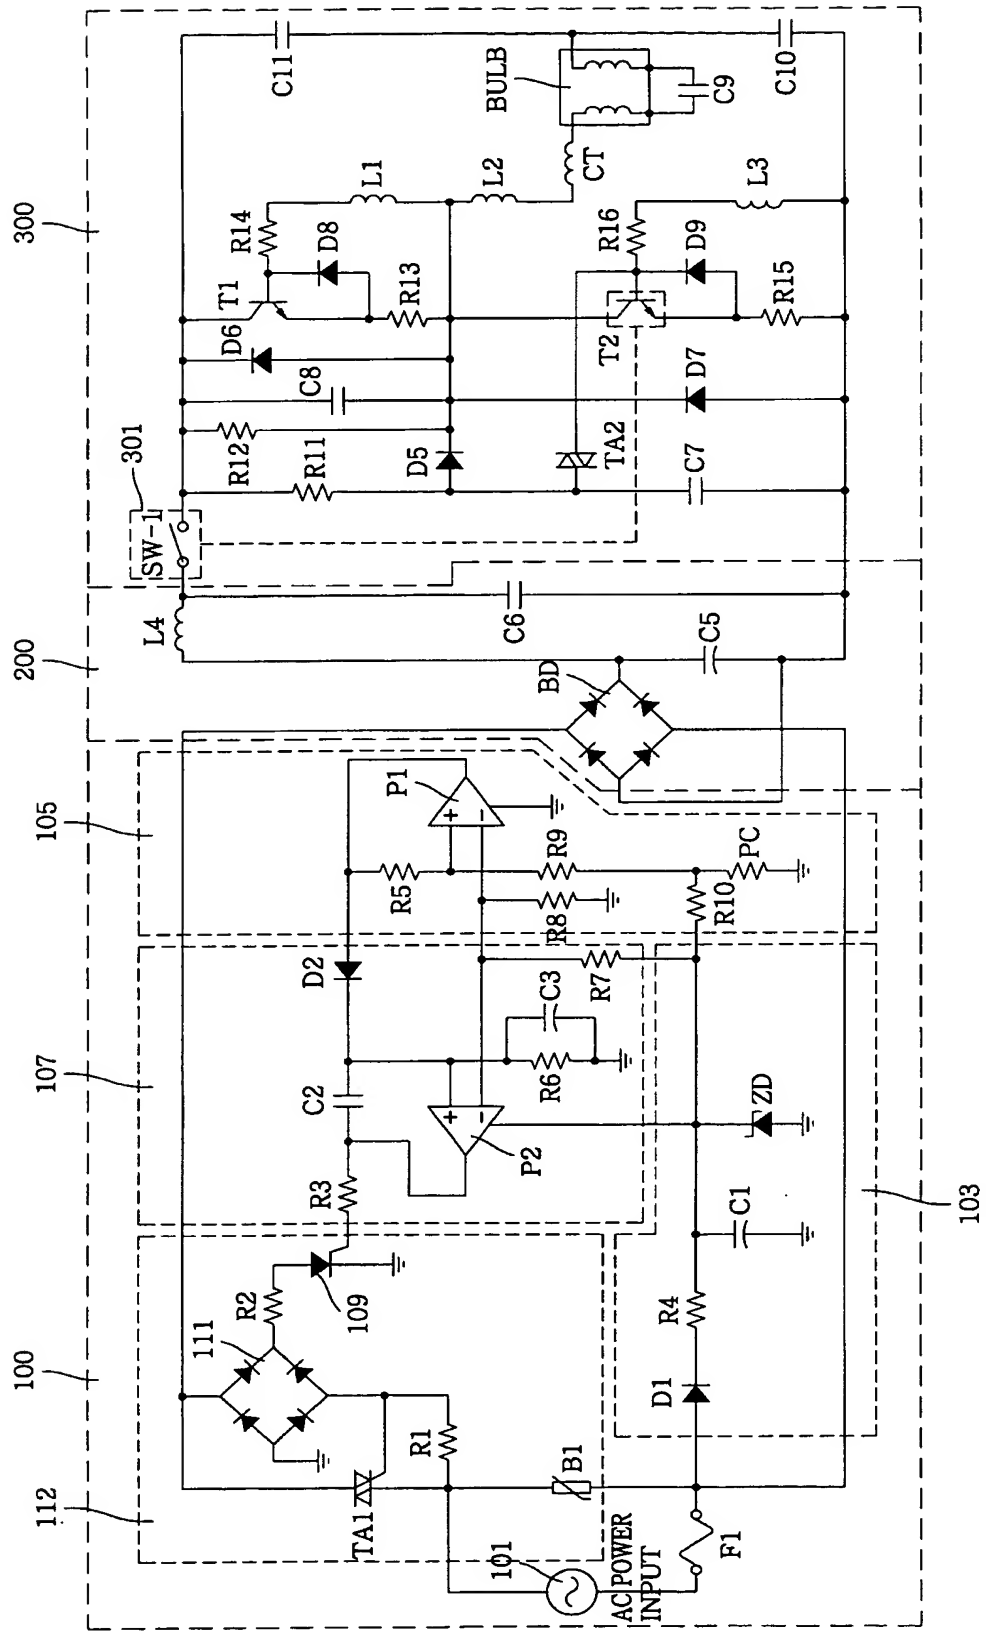 300
C11
BULB
C10
C9
L1
L2
CT
L3
R14
D8
R16
D9
T1
R13
R15
D6
T2
C8
D7
301
R12
R11
D5
TA2
C7
SW-1
200
L4
C6
C5
BD
105
P1
+
−
R5
R9
PC
R8
R10
107
D2
R7
C3
C2
R6
+
−
P2
ZD
R3
C1
103
109
R2
111
R4
100
D1
R1
112
TA1
B1
101
F1
AC POWER
INPUT